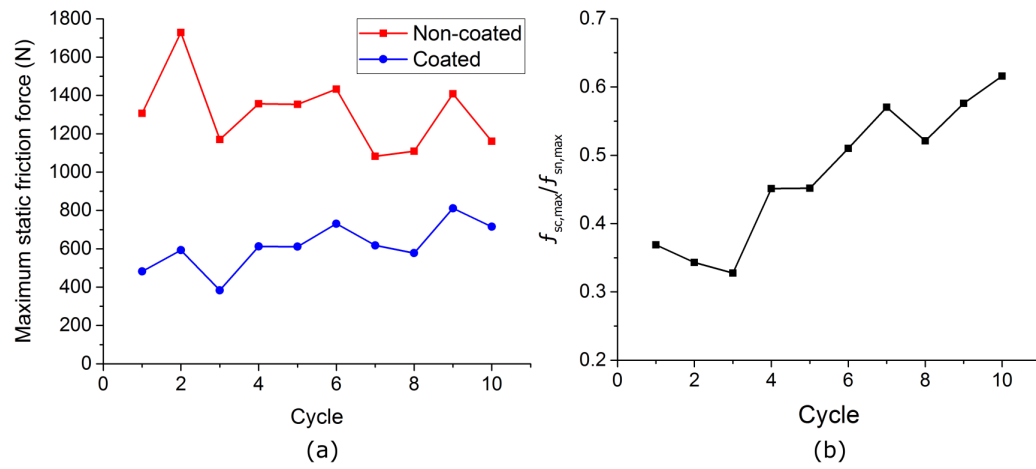 Maximum static friction force (N)
1800
1600
1400
1200
1000
800
600
400
200
0
0 2 4 6 8 10
Cycle
Non-coated
Coated
(a)
fsc,max/fsn,max
0.6
0.5
0.4
0.3
0.2
0 2 4 6 8 10
Cycle
(b)